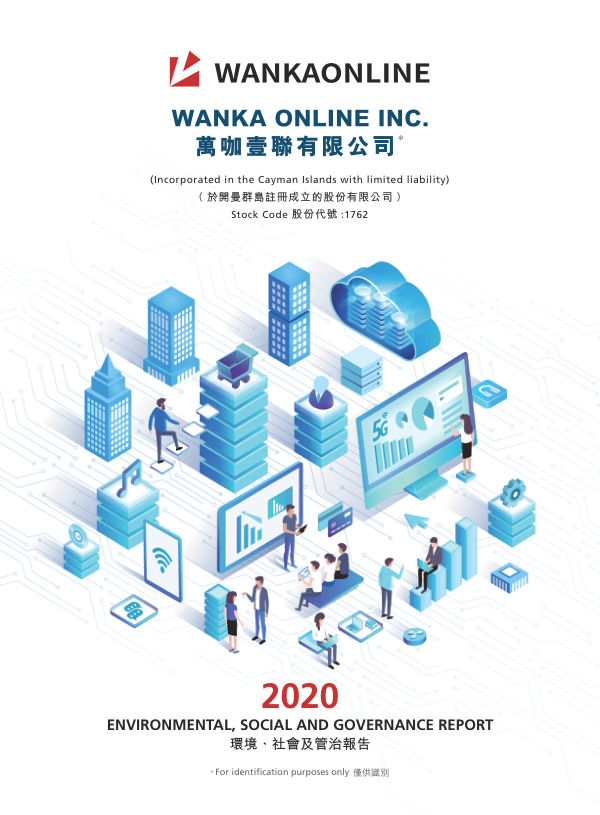 WANKAONLINE
WANKA ONLINE INC.
萬咖壹聯有限公司*
(Incorporated in the Cayman Islands with limited liability)
（於開曼群島註冊成立的股份有限公司）
Stock Code 股份代號 :1762
5G
2020
ENVIRONMENTAL, SOCIAL AND GOVERNANCE REPORT
環境、社會及管治報告
* For identification purposes only 僅供識別